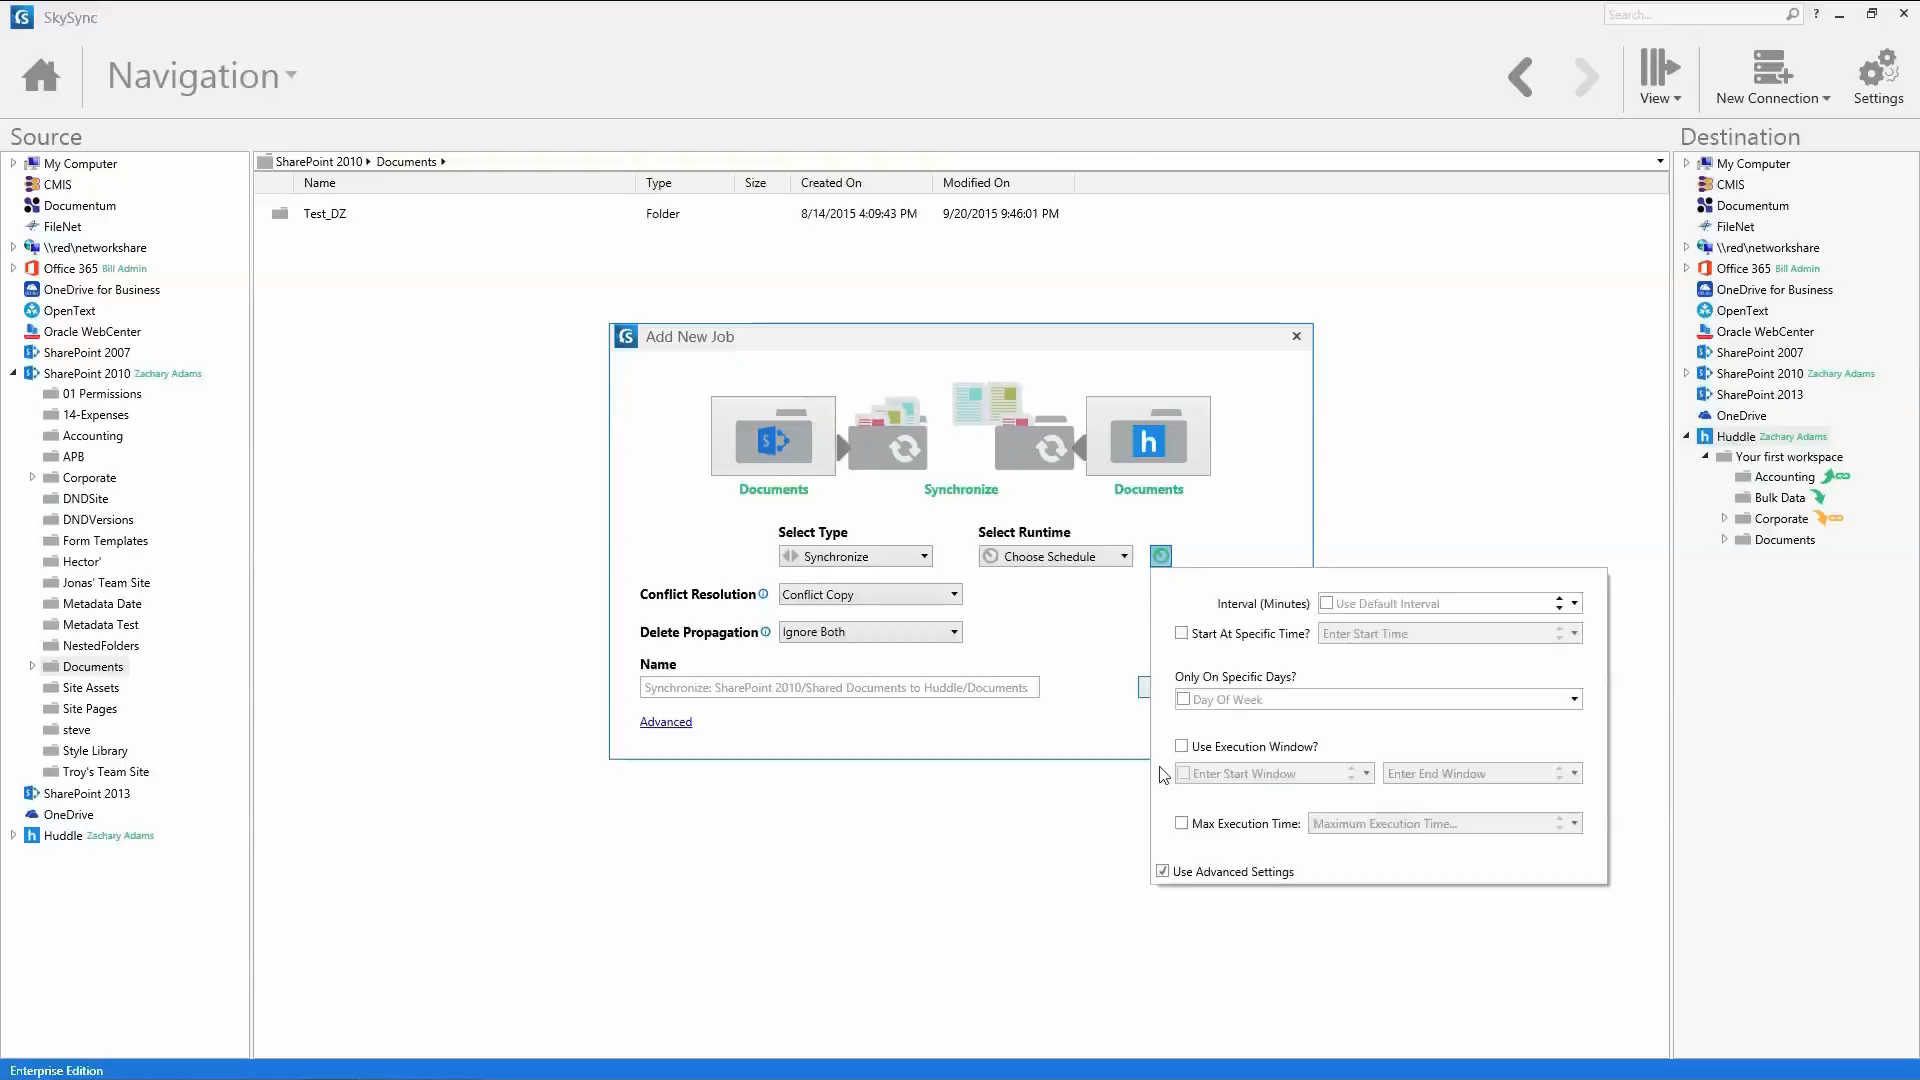 SkySync
Search...
?
Navigation
View
New Connection
Settings
Source
My Computer
CMIS
Documentum
FileNet
\\red\networkshare
Office 365 Bill Admin
OneDrive for Business
OpenText
Oracle WebCenter
SharePoint 2007
SharePoint 2010 Zachary Adams
01 Permissions
14-Expenses
Accounting
APB
Corporate
DNDSite
DNDVersions
Form Templates
Hector'
Jonas' Team Site
Metadata Date
Metadata Test
NestedFolders
Documents
Site Assets
Site Pages
steve
Style Library
Troy's Team Site
SharePoint 2013
OneDrive
Huddle Zachary Adams
SharePoint 2010 Documents
Name Type Size Created On Modified On
Test_DZ Folder 8/14/2015 4:09:43 PM 9/20/2015 9:46:01 PM
Add New Job
Documents Synchronize Documents
Select Type Select Runtime
Synchronize Choose Schedule
Conflict Resolution Conflict Copy
Delete Propagation Ignore Both
Name
Synchronize: SharePoint 2010/Shared Documents to Huddle/Documents
Advanced
Interval (Minutes) Use Default Interval
Start At Specific Time? Enter Start Time
Only On Specific Days?
Day Of Week
Use Execution Window?
Enter Start Window Enter End Window
Max Execution Time: Maximum Execution Time...
Use Advanced Settings
Destination
My Computer
CMIS
Documentum
FileNet
\\red\networkshare
Office 365 Bill Admin
OneDrive for Business
OpenText
Oracle WebCenter
SharePoint 2007
SharePoint 2010 Zachary Adams
SharePoint 2013
OneDrive
Huddle Zachary Adams
Your first workspace
Accounting
Bulk Data
Corporate
Documents
Enterprise Edition